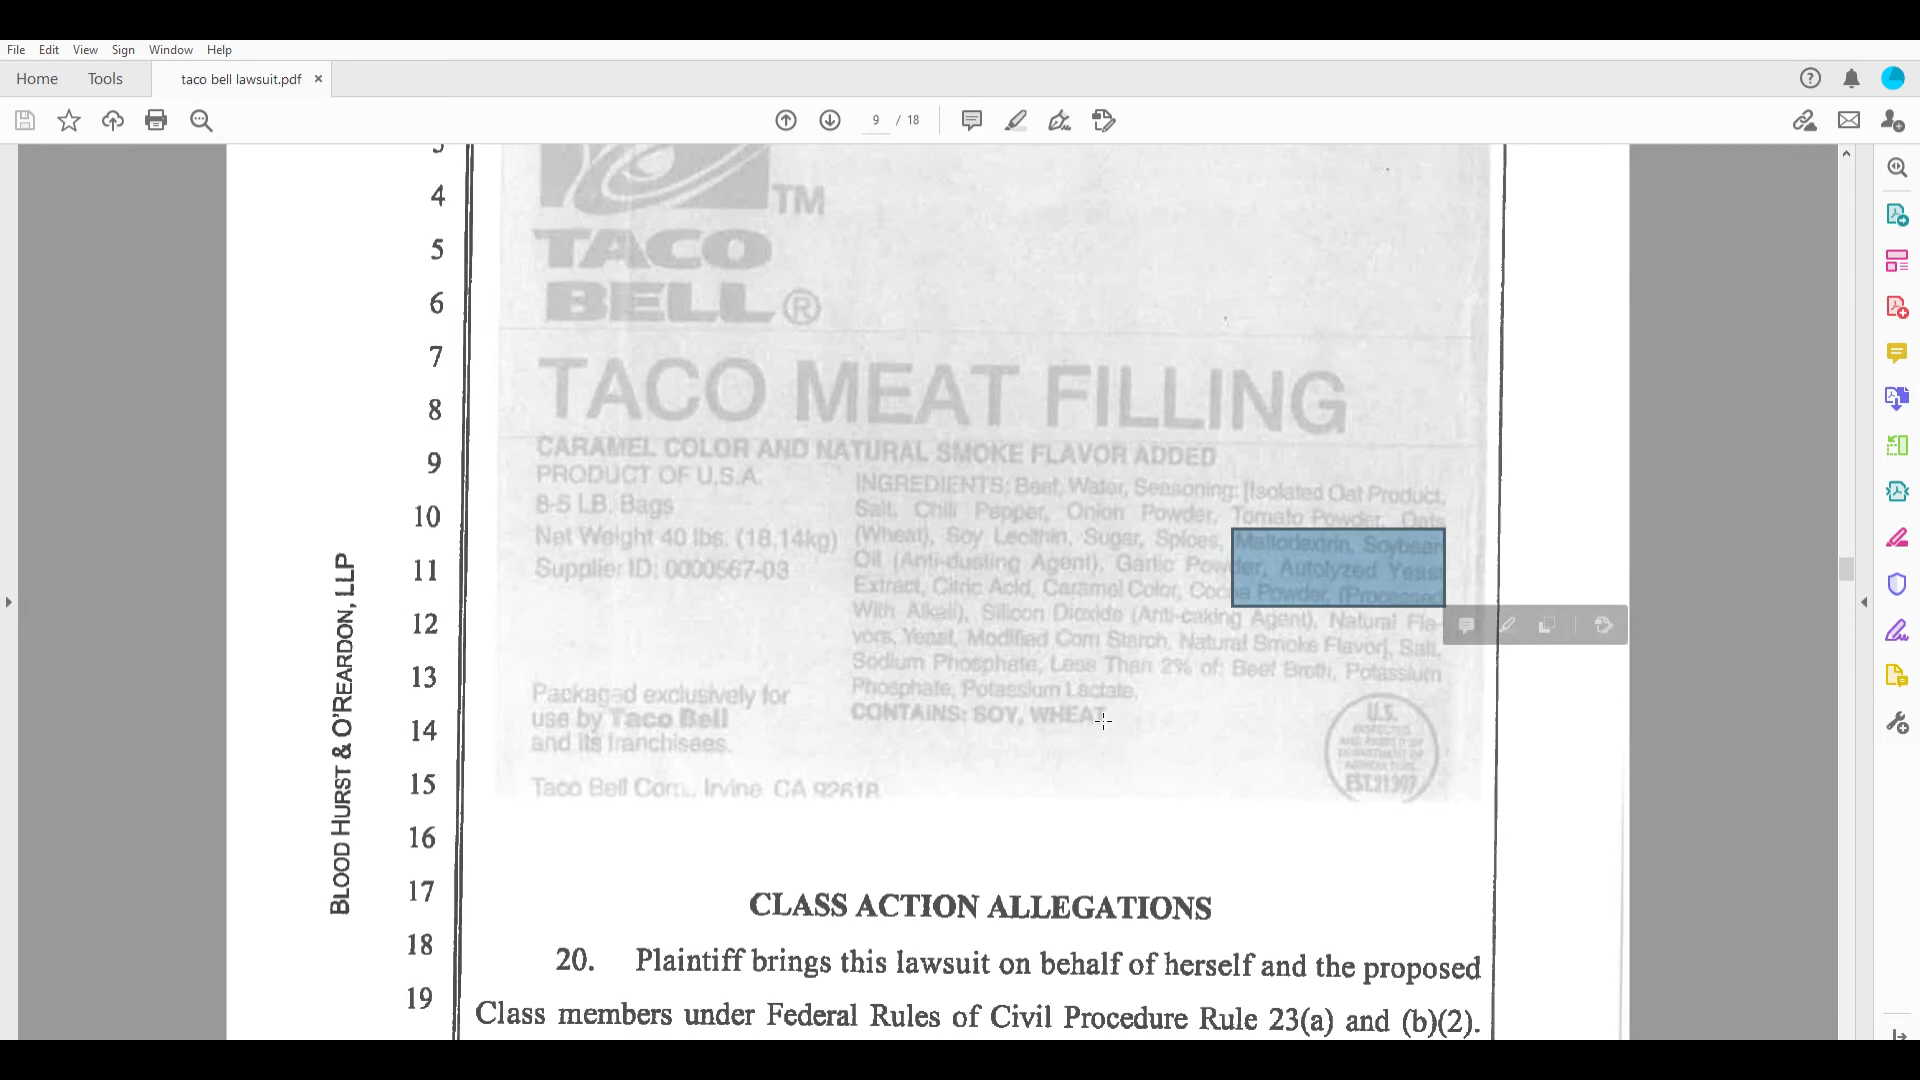 File Edit View Sign Window Help
Home Tools taco bell lawsuit.pdf
9 / 18
4
5
6
7
8
9
10
11
12
13
14
15
16
17
18
19
BLOOD HURST & O'REARDON, LLP
TM
TACO
BELL®
TACO MEAT FILLING
CARAMEL COLOR AND NATURAL SMOKE FLAVOR ADDED
PRODUCT OF U.S.A.
8-5 LB. Bags
Net Weight 40 lbs. (18.14kg)
Supplier ID: 0000567-03
INGREDIENTS: Beef, Water, Seasoning: [Isolated Oat Product,
Salt, Chili Pepper, Onion Powder, Tomato Powder, Oats
(Wheat), Soy Lecithin, Sugar, Spices, Maltodextrin, Soybean
Oil (Anti-dusting Agent), Garlic Powder, Autolyzed Yeast
Extract, Citric Acid, Caramel Color, Cocoa Powder, (Processed
With Alkali), Silicon Dioxide (Anti-caking Agent), Natural Fla-
vors, Yeast, Modified Corn Starch, Natural Smoke Flavor], Salt,
Sodium Phosphate, Less Than 2% of: Beef Broth, Potassium
Phosphate, Potassium Lactate,
CONTAINS: SOY, WHEAT
Packaged exclusively for
use by Taco Bell
and its franchisees.
Taco Bell Corp., Irvine, CA 92618
U.S.
INSPECTED
AND PASSED BY
DEPARTMENT OF
AGRICULTURE
CLASS ACTION ALLEGATIONS
20. Plaintiff brings this lawsuit on behalf of herself and the proposed
Class members under Federal Rules of Civil Procedure Rule 23(a) and (b)(2).